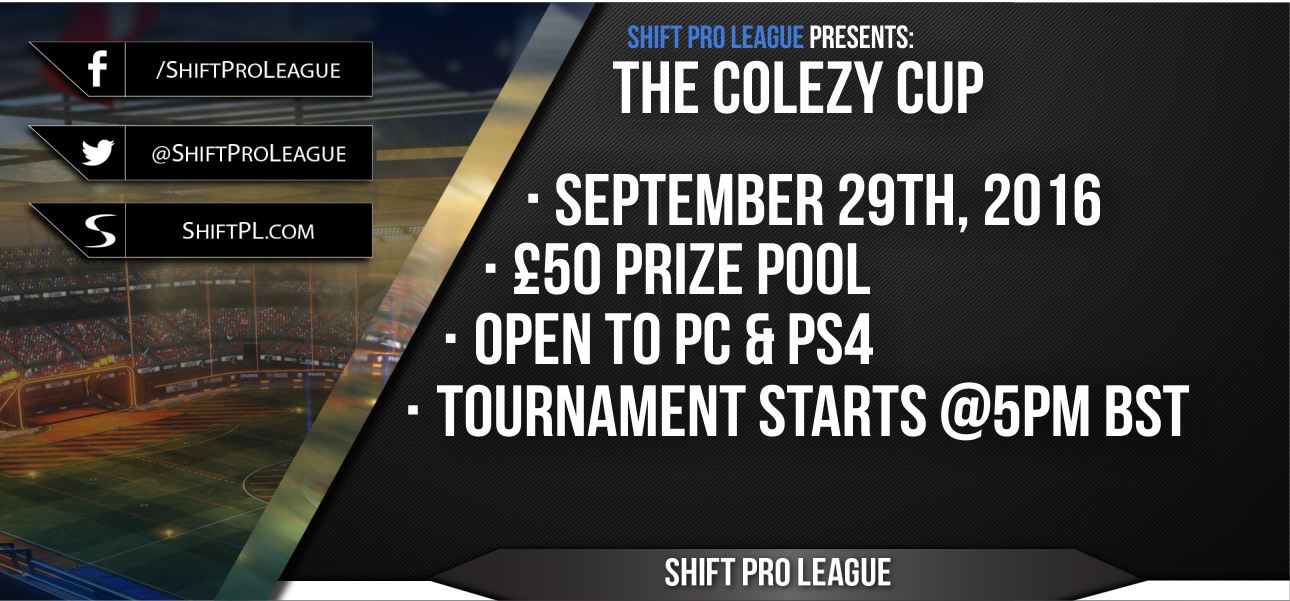 /ShiftProLeague
@ShiftProLeague
ShiftPL.com
SHIFT PRO LEAGUE PRESENTS:
THE COLEZY CUP
· SEPTEMBER 29TH, 2016
· £50 PRIZE POOL
· OPEN TO PC & PS4
· TOURNAMENT STARTS @5PM BST
SHIFT PRO LEAGUE